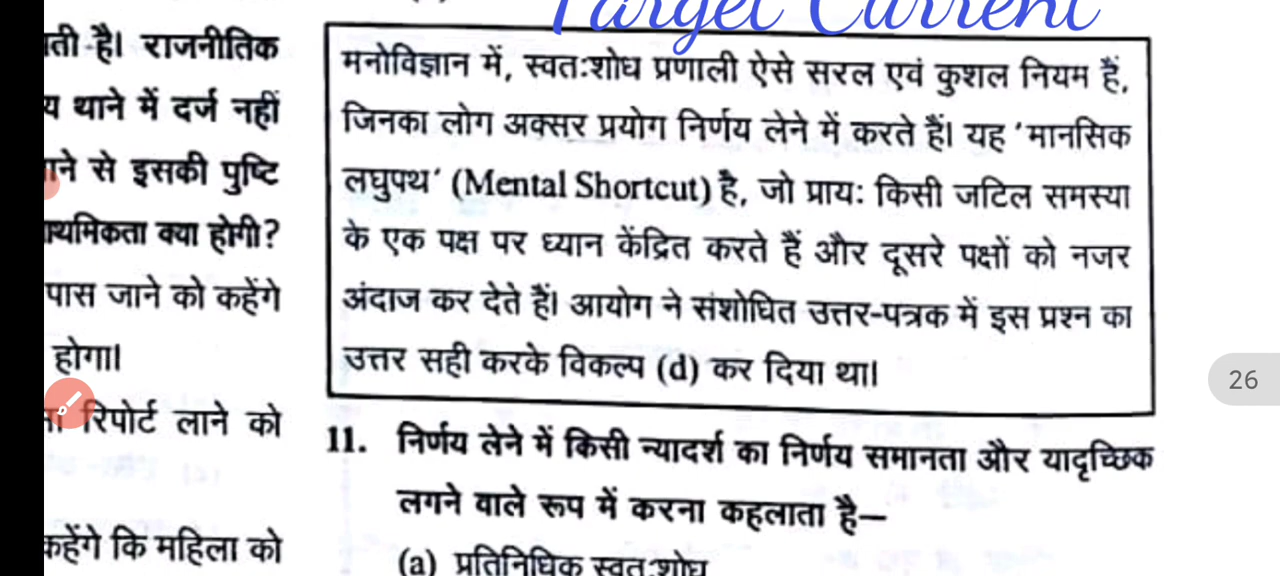 Target Current
ती है। राजनीतिक
थाने में दर्ज नहीं
से इसकी पुष्टि
क्या होगी?
पास जाने को कहेंगे
होगा।
रिपोर्ट लाने को
कहेंगे कि महिला को
मनोविज्ञान में, स्वतःशोध प्रणाली ऐसे सरल एवं कुशल नियम हैं,
जिनका लोग अक्सर प्रयोग निर्णय लेने में करते हैं। यह 'मानसिक
लघुपथ' (Mental Shortcut) है, जो प्रायः किसी जटिल समस्या
के एक पक्ष पर ध्यान केंद्रित करते हैं और दूसरे पक्षों को नजर
अंदाज कर देते हैं। आयोग ने संशोधित उत्तर-पत्रक में इस प्रश्न का
उत्तर सही करके विकल्प (d) कर दिया था।
11. निर्णय लेने में किसी न्यादर्श का निर्णय समानता और यादृच्छिक
लगने वाले रूप में करना कहलाता है—
(a) प्रतिनिधिक स्वतःशोध
26